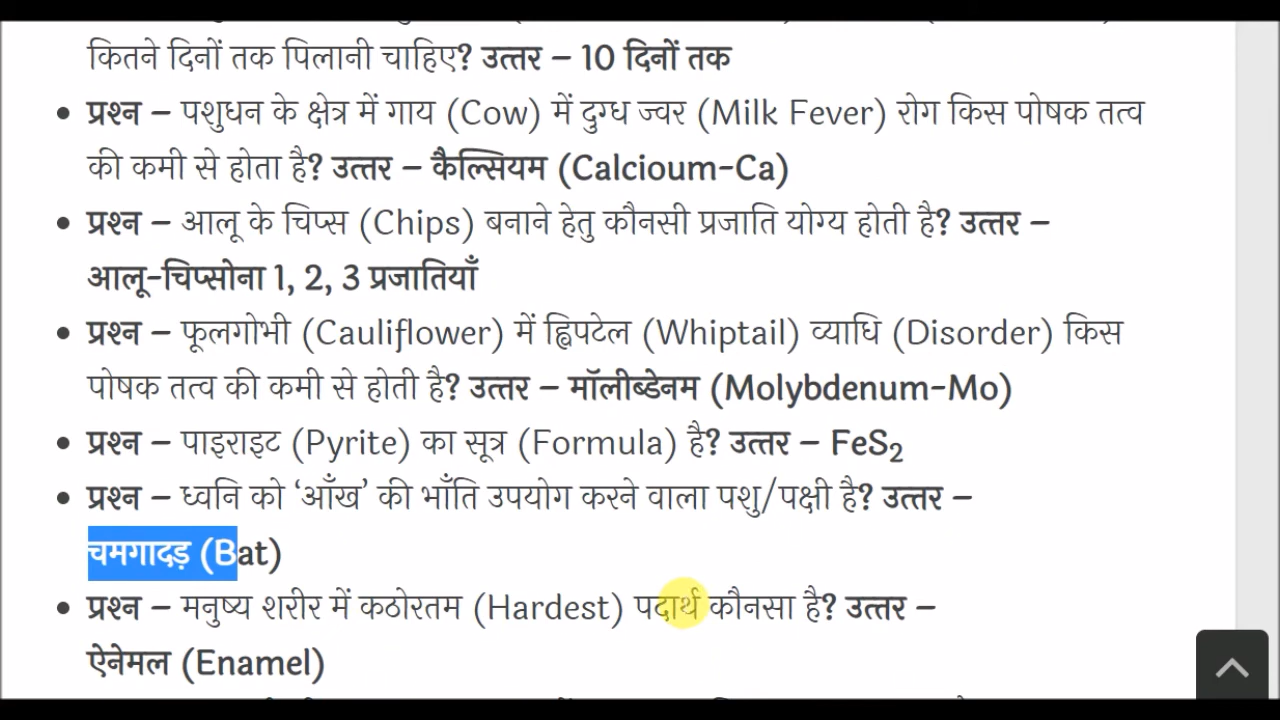 कितने दिनों तक पिलानी चाहिए? उत्तर – 10 दिनों तक
• प्रश्न – पशुधन के क्षेत्र में गाय (Cow) में दुग्ध ज्वर (Milk Fever) रोग किस पोषक तत्व
की कमी से होता है? उत्तर – कैल्सियम (Calcioum-Ca)
• प्रश्न – आलू के चिप्स (Chips) बनाने हेतु कौनसी प्रजाति योग्य होती है? उत्तर –
आलू-चिप्सोना 1, 2, 3 प्रजातियाँ
• प्रश्न – फूलगोभी (Cauliflower) में ह्विपटेल (Whiptail) व्याधि (Disorder) किस
पोषक तत्व की कमी से होती है? उत्तर – मॉलीब्डेनम (Molybdenum-Mo)
• प्रश्न – पाइराइट (Pyrite) का सूत्र (Formula) है? उत्तर – FeS₂
• प्रश्न – ध्वनि को ‘आँख’ की भाँति उपयोग करने वाला पशु/पक्षी है? उत्तर –
चमगादड़ (Bat)
• प्रश्न – मनुष्य शरीर में कठोरतम (Hardest) पदार्थ कौनसा है? उत्तर –
ऐनेमल (Enamel)